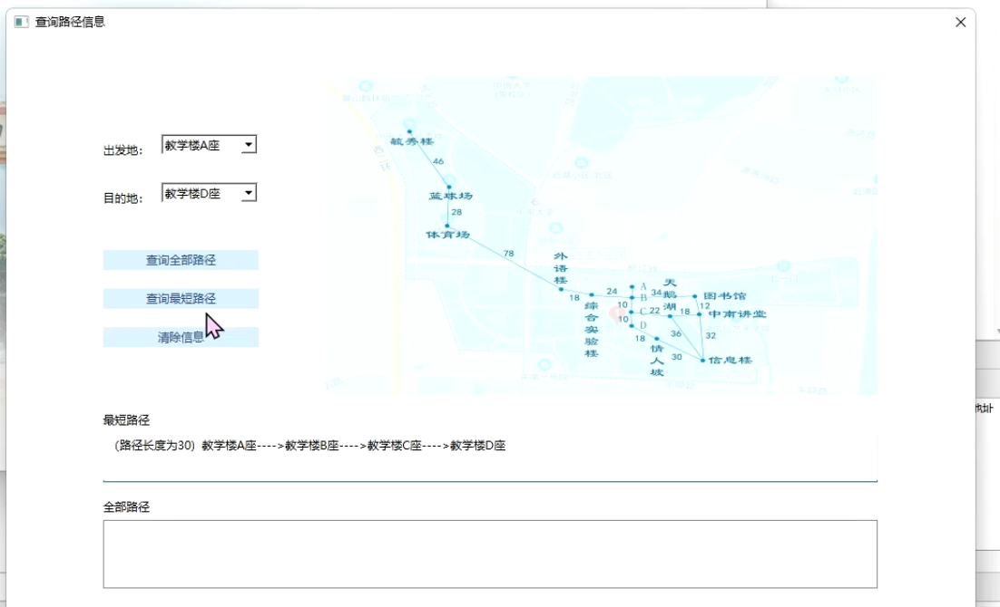 查询路径信息
出发地：
教学楼A座
目的地：
教学楼D座
查询全部路径
查询最短路径
清除信息
毓秀楼
46
蓝球场
28
体育场
78
外语楼
18
综合实验楼
24
A
B
C
D
10
10
34
22
18
天鹅湖
18
图书馆
12
中南讲堂
32
36
情人坡
30
信息楼
最短路径
（路径长度为30）教学楼A座---->教学楼B座---->教学楼C座---->教学楼D座
全部路径
地址